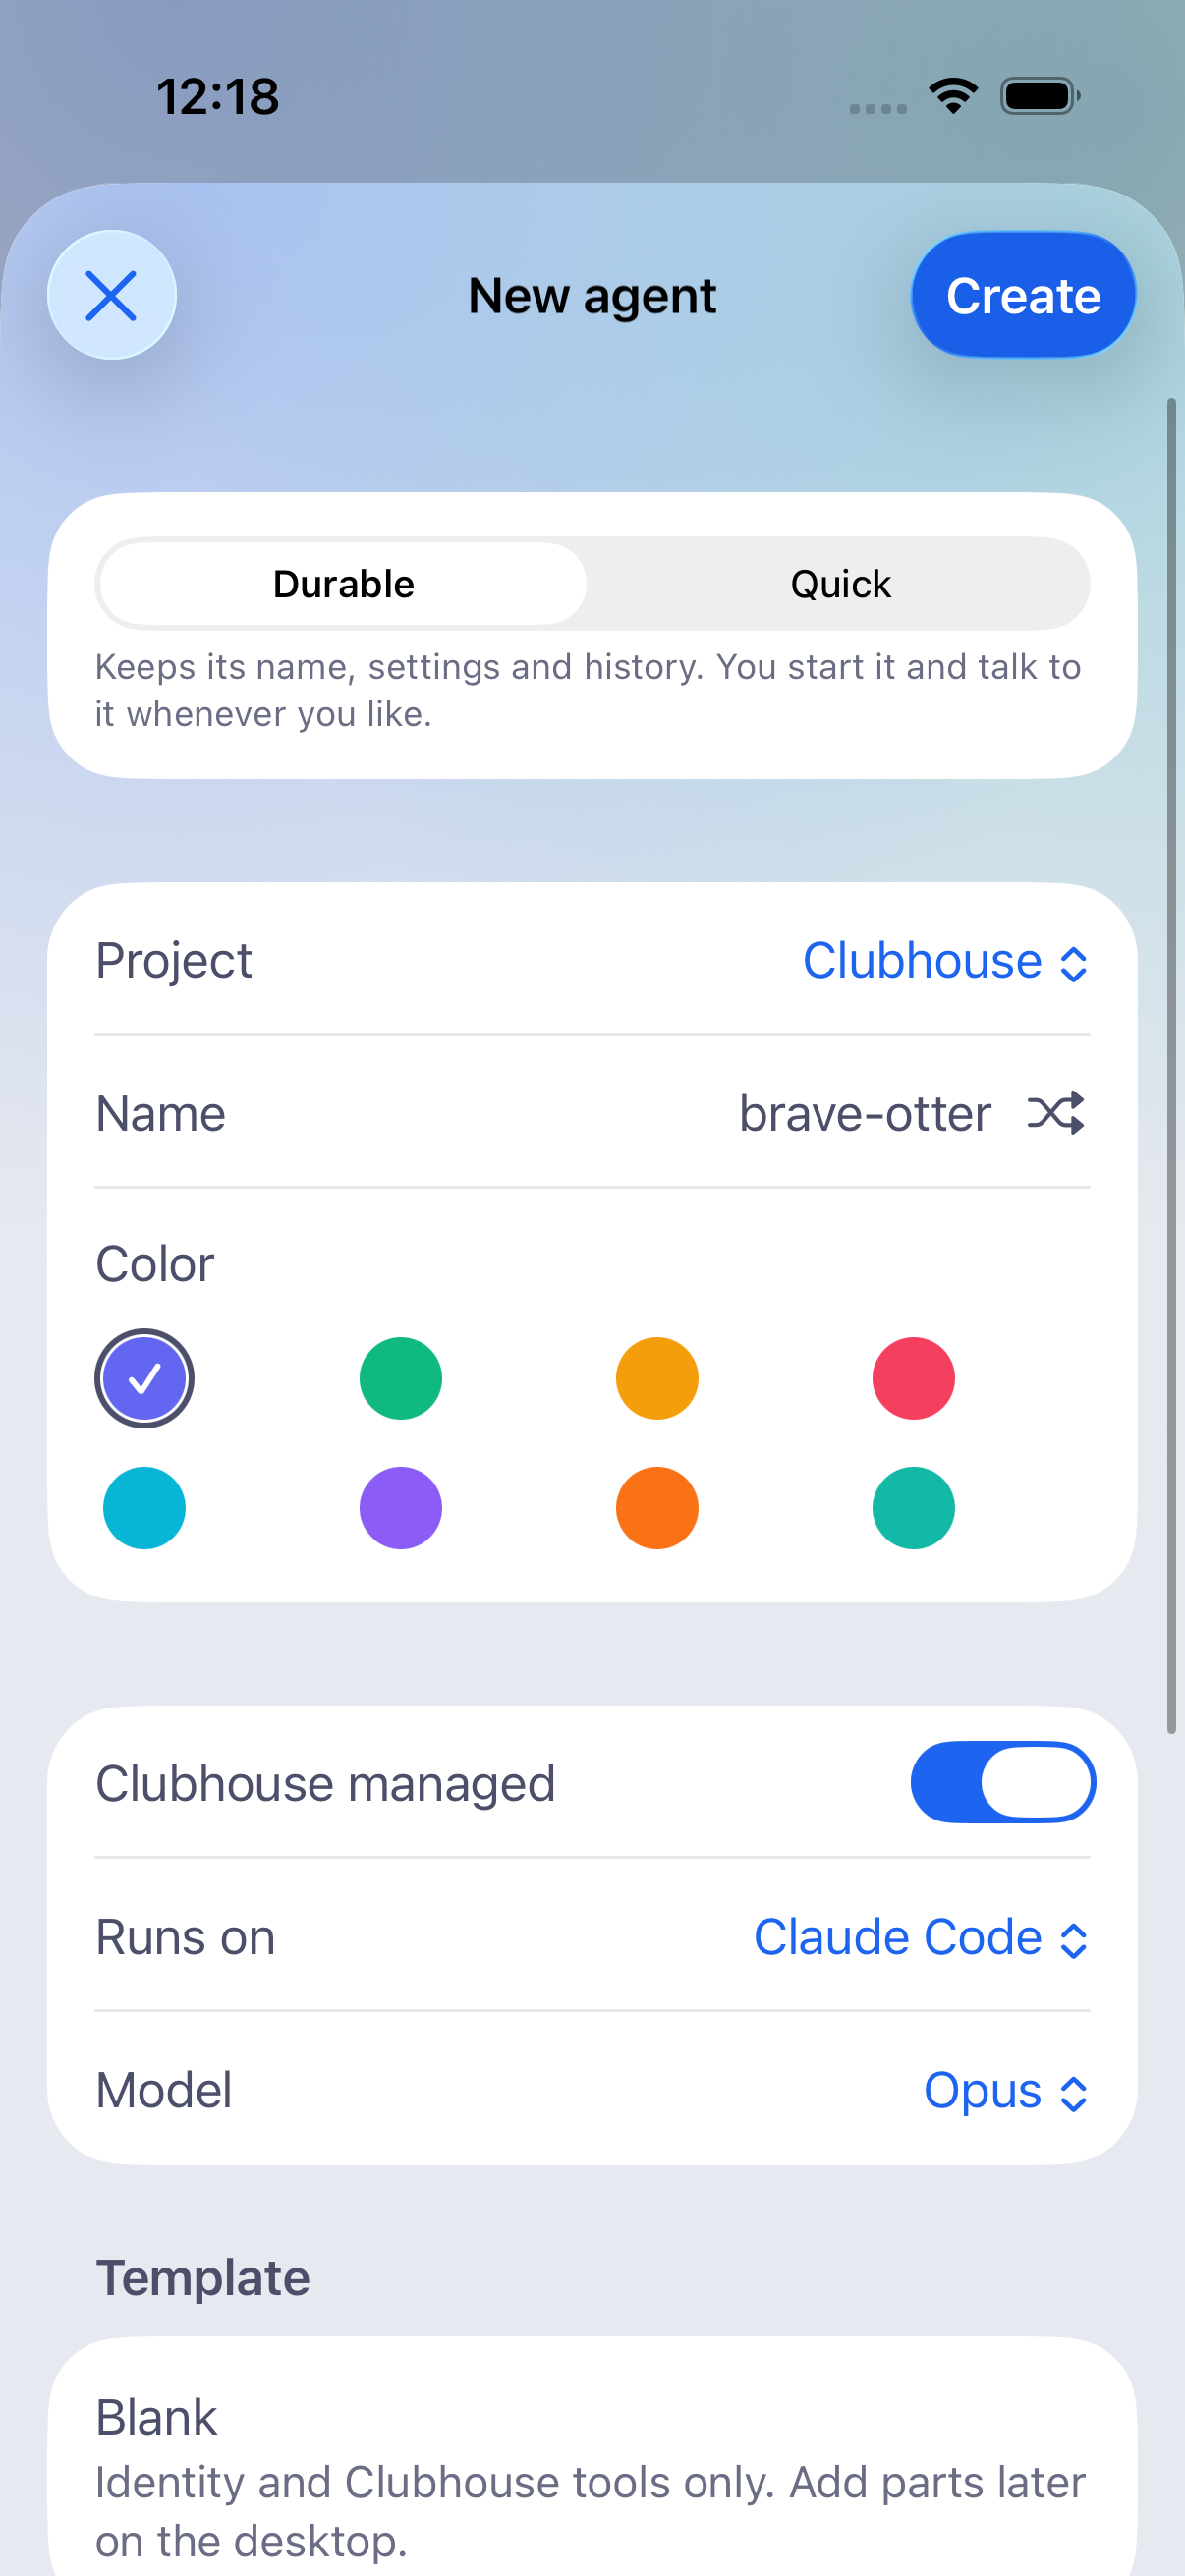 12:18
New agent
Create
Durable
Quick
Keeps its name, settings and history. You start it and talk to
it whenever you like.
Project
Clubhouse
Name
brave-otter
Color
Clubhouse managed
Runs on
Claude Code
Model
Opus
Template
Blank
Identity and Clubhouse tools only. Add parts later
on the desktop.